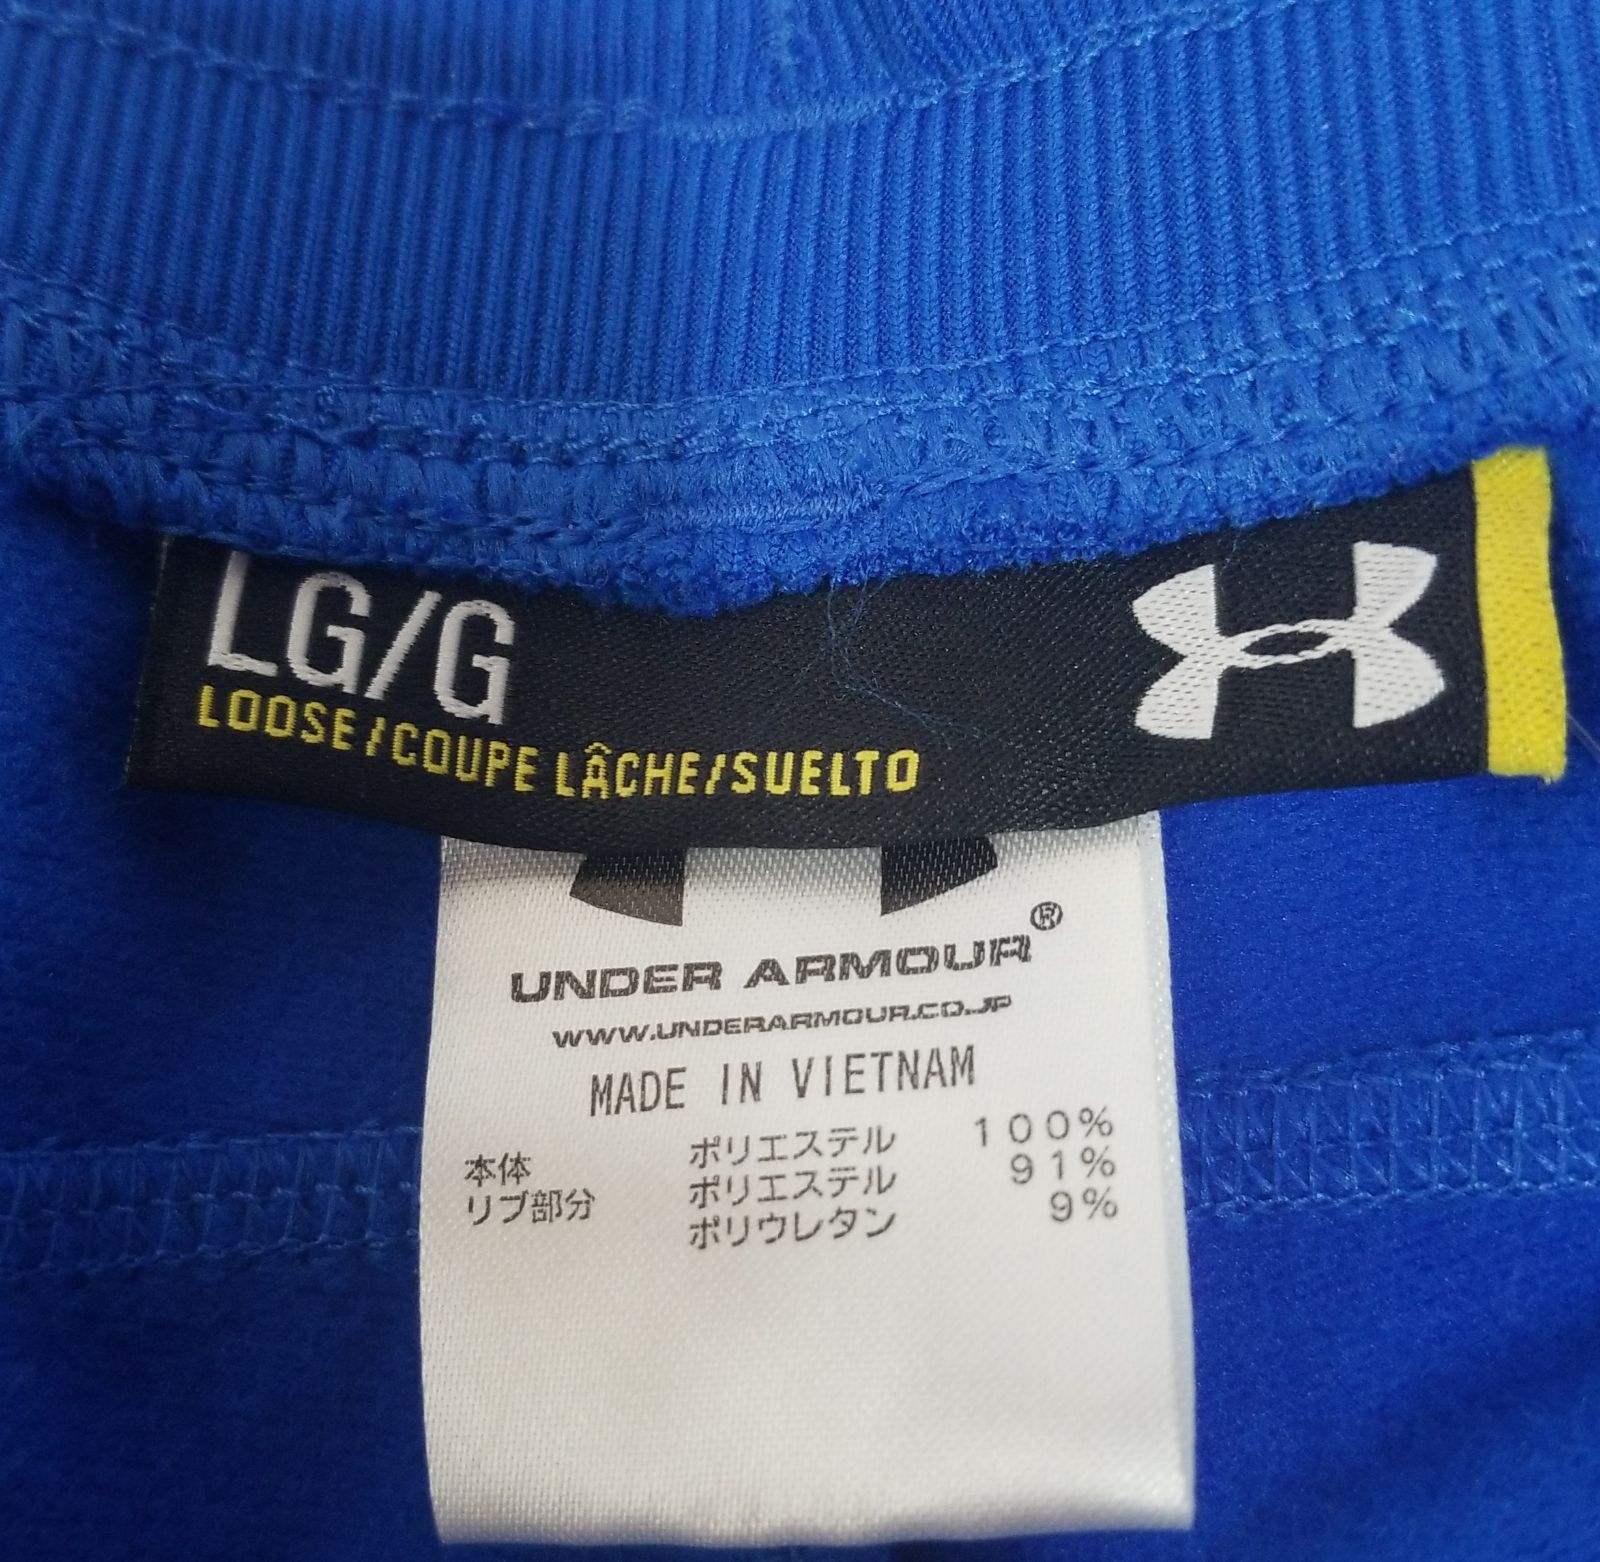 LG/G
LOOSE/COUPE LÂCHE/SUELTO
UNDER ARMOUR®
WWW.UNDERARMOUR.CO.JP
MADE IN VIETNAM
本体 ポリエステル 100%
リブ部分 ポリエステル 91%
ポリウレタン 9%